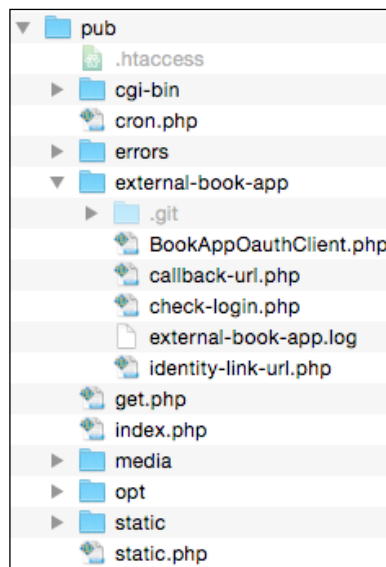 pub
.htaccess
cgi-bin
cron.php
errors
external-book-app
.git
BookAppOauthClient.php
callback-url.php
check-login.php
external-book-app.log
identity-link-url.php
get.php
index.php
media
opt
static
static.php